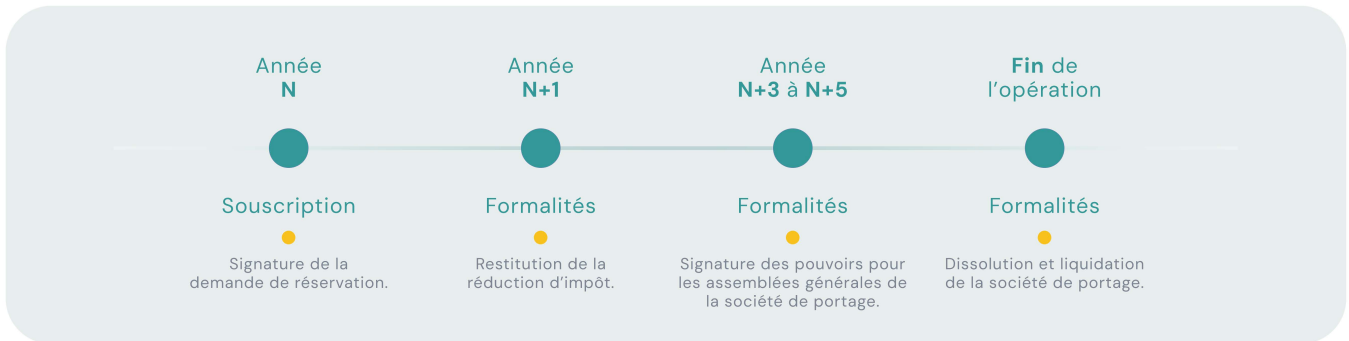 Année
N
Souscription
Signature de la
demande de réservation.
Année
N+1
Formalités
Restitution de la
réduction d'impôt.
Année
N+3 à N+5
Formalités
Signature des pouvoirs pour
les assemblées générales de
la société de portage.
Fin de
l'opération
Formalités
Dissolution et liquidation
de la société de portage.